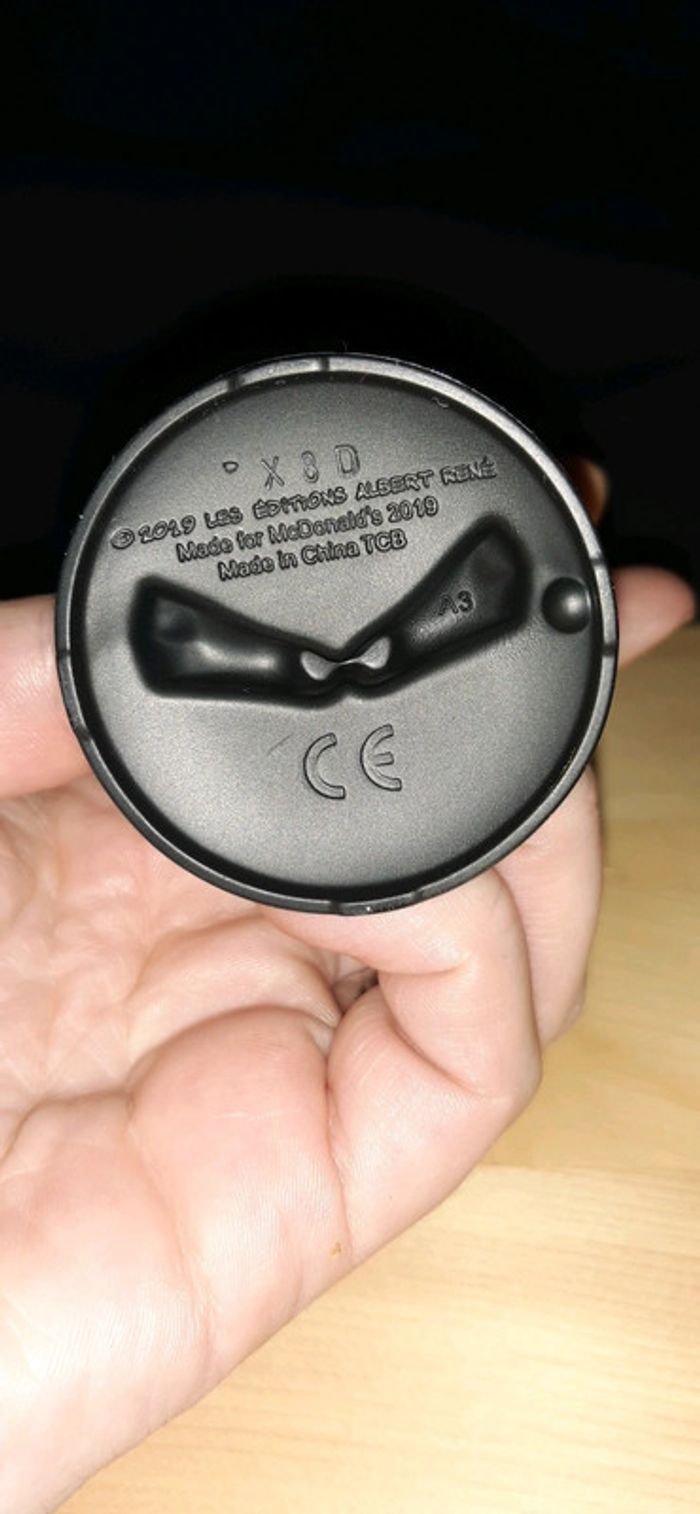 X 8 D
© 2019 LES ÉDITIONS ALBERT RENÉ
Made for McDonald's 2019
Made in China TCB
A3
CE